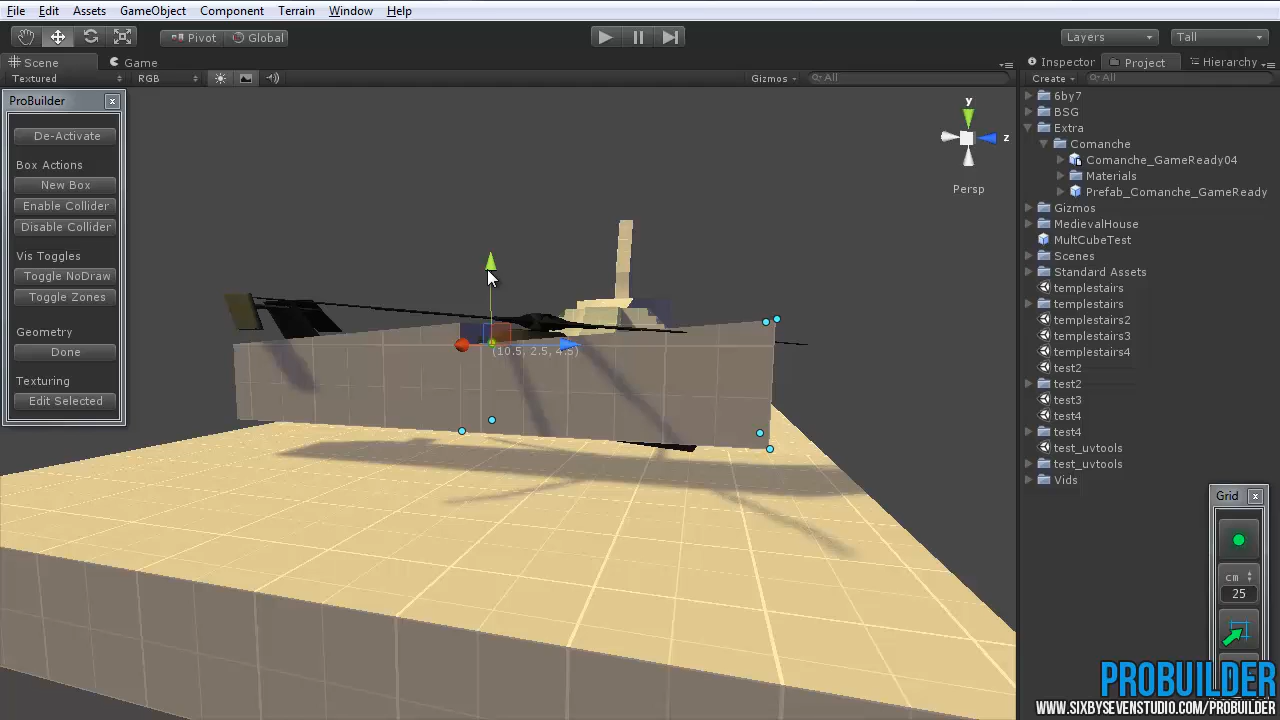 File Edit Assets GameObject Component Terrain Window Help
Pivot Global Layers Tall
Scene Game Inspector Project Hierarchy
Textured RGB Gizmos All Create All
ProBuilder
De-Activate
Box Actions
New Box
Enable Collider
Disable Collider
Vis Toggles
Toggle NoDraw
Toggle Zones
Geometry
Done
Texturing
Edit Selected
y
z
Persp
(10.5, 2.5, 4.5)
6by7
BSG
Extra
Comanche
Comanche_GameReady04
Materials
Prefab_Comanche_GameReady
Gizmos
MedievalHouse
MultCubeTest
Scenes
Standard Assets
templestairs
templestairs
templestairs2
templestairs3
templestairs4
test2
test2
test3
test4
test4
test_uvtools
test_uvtools
Vids
Grid
cm
25
PROBUILDER
WWW.SIXBYSEVENSTUDIO.COM/PROBUILDER